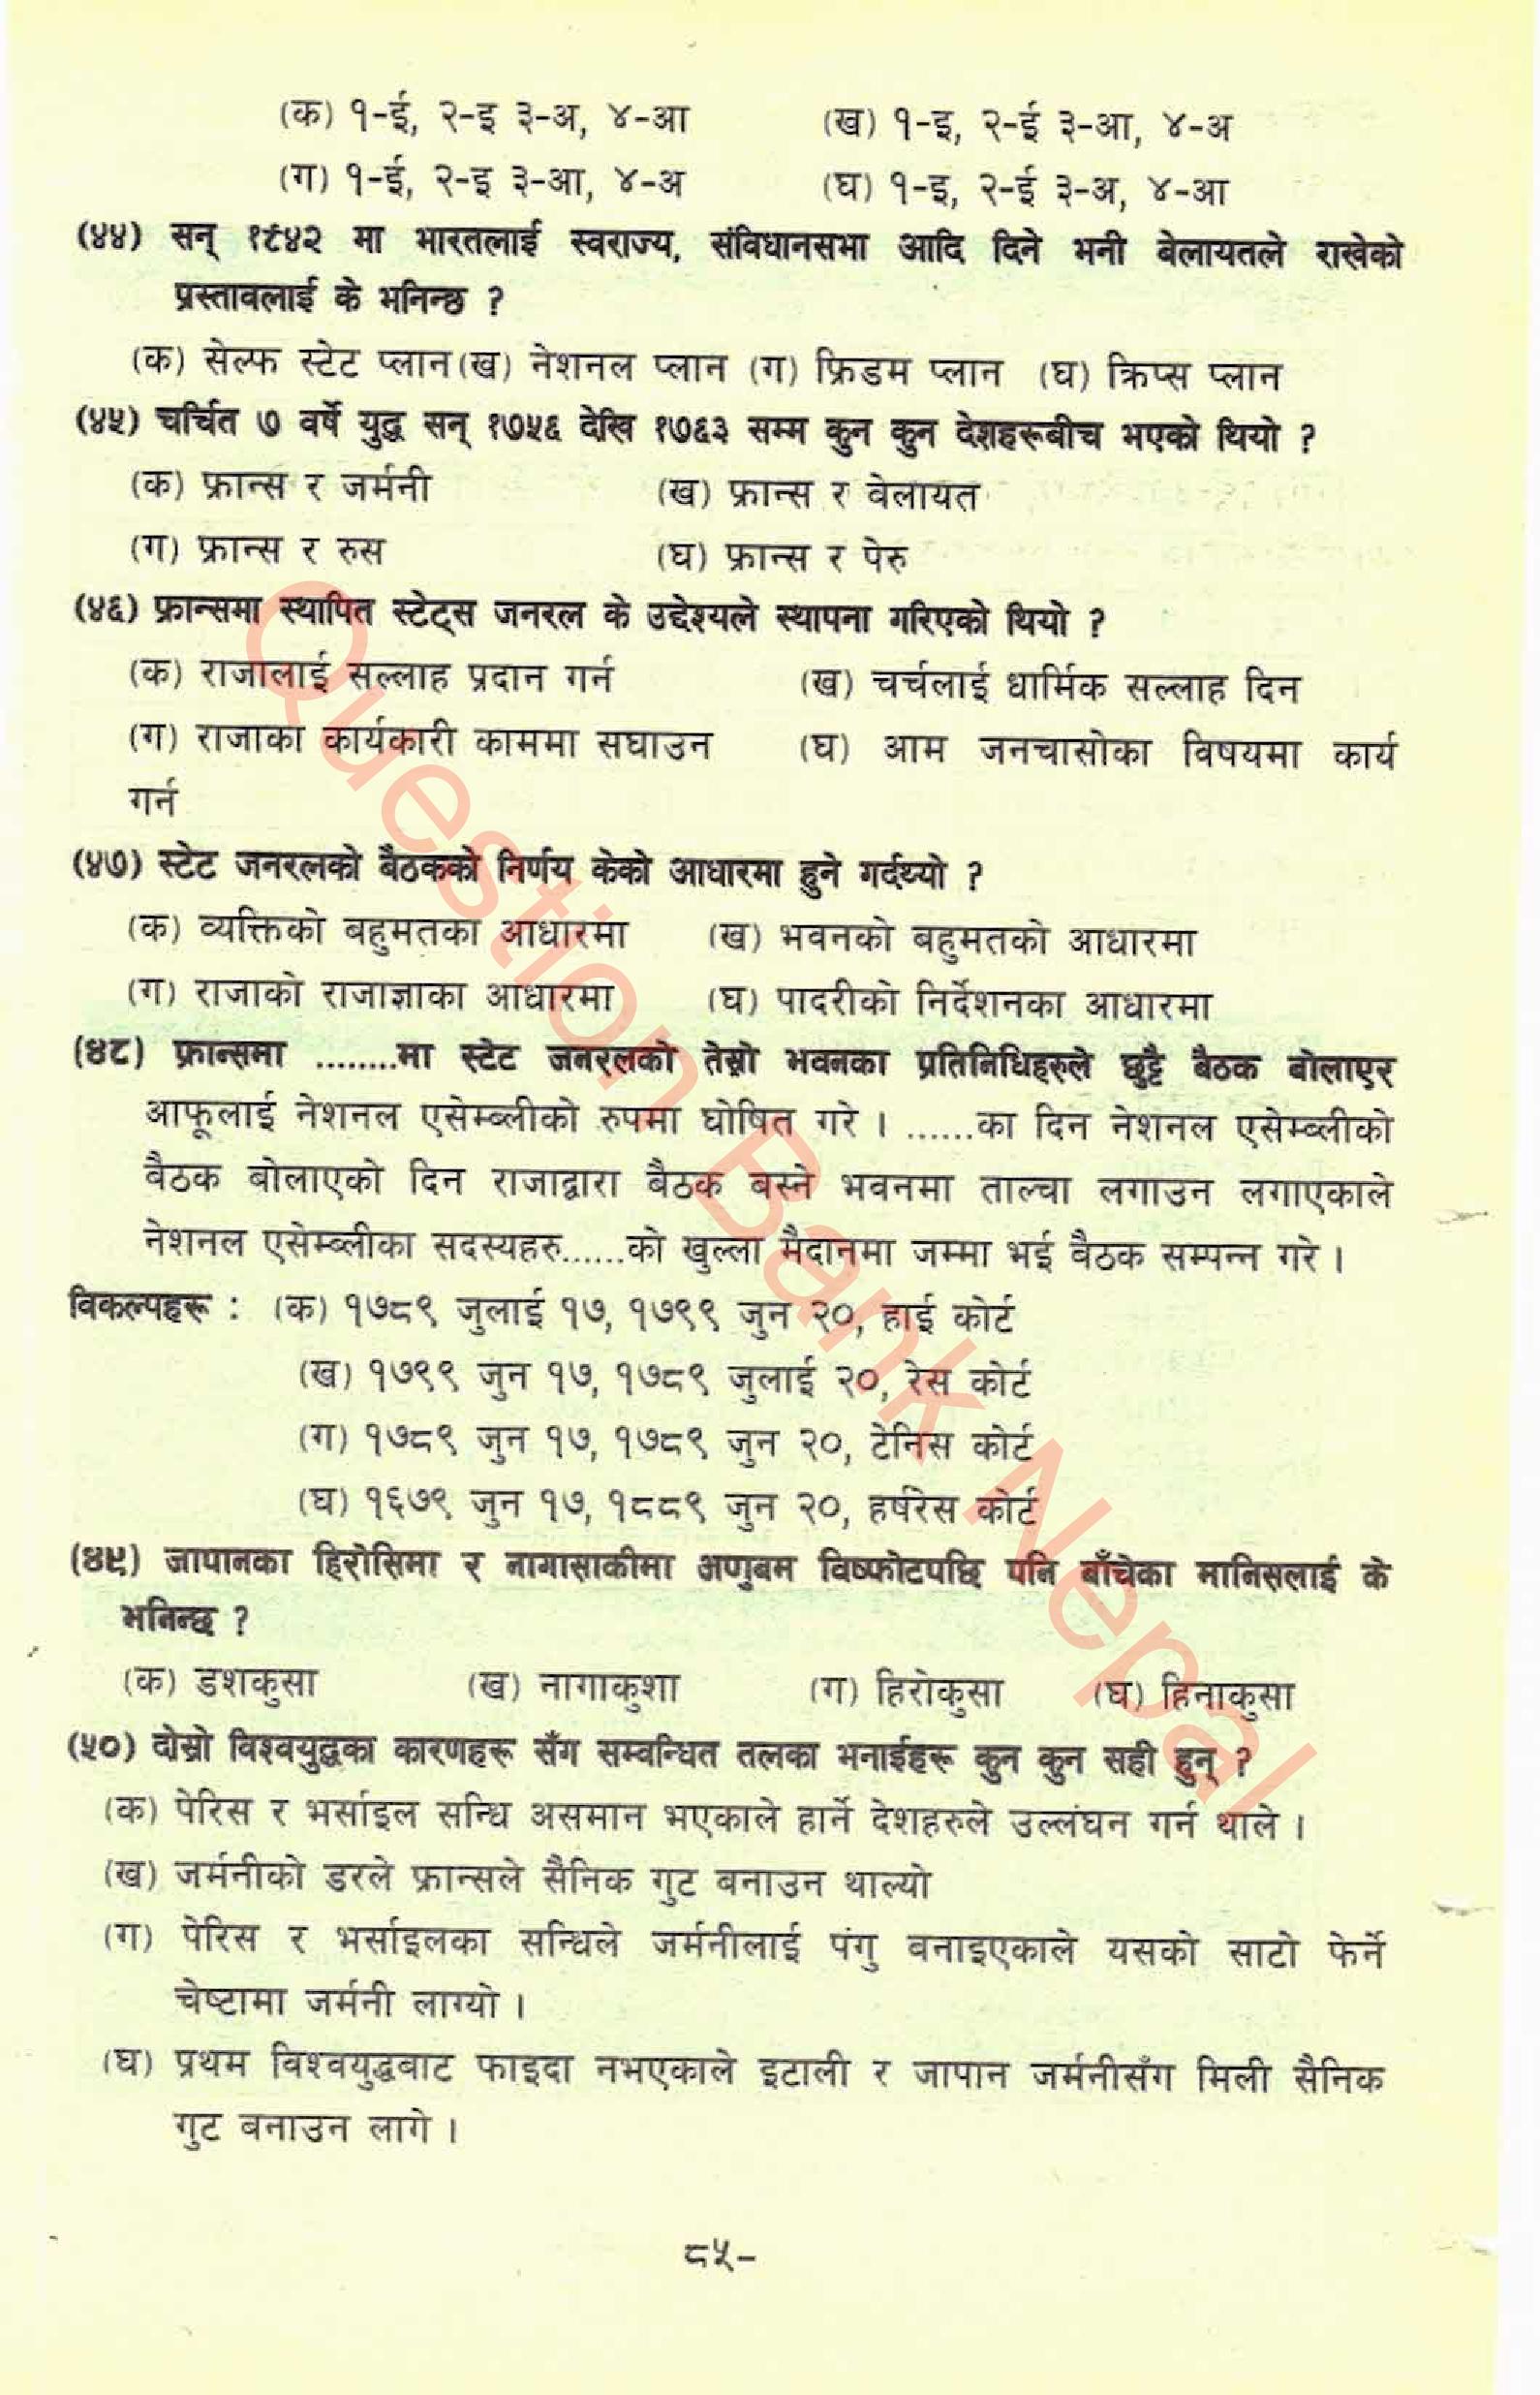 (क) १-ई, २-इ ३-अ, ४-आ (ख) १-इ, २-ई ३-आ, ४-अ
(ग) १-ई, २-इ ३-आ, ४-अ (घ) १-इ, २-ई ३-अ, ४-आ
(४४) सन् १९४२ मा भारतलाई स्वराज्य, संविधानसभा आदि दिने भनी बेलायतले राखेको
प्रस्तावलाई के भनिन्छ ?
(क) सेल्फ स्टेट प्लान(ख) नेशनल प्लान (ग) फ्रिडम प्लान (घ) क्रिप्स प्लान
(४५) चर्चित ७ वर्षे युद्ध सन् १७५६ देखि १७६३ सम्म कुन कुन देशहरूबीच भएको थियो ?
(क) फ्रान्स र जर्मनी (ख) फ्रान्स र वेलायत
(ग) फ्रान्स र रुस (घ) फ्रान्स र पेरु
(४६) फ्रान्समा स्थापित स्टेट्स जनरल के उद्देश्यले स्थापना गरिएको थियो ?
(क) राजालाई सल्लाह प्रदान गर्न (ख) चर्चलाई धार्मिक सल्लाह दिन
(ग) राजाका कार्यकारी काममा सघाउन (घ) आम जनचासोका विषयमा कार्य
गर्न
(४७) स्टेट जनरलको बैठकको निर्णय केको आधारमा हुने गर्दथ्यो ?
(क) व्यक्तिको बहुमतका आधारमा (ख) भवनको बहुमतको आधारमा
(ग) राजाको राजाज्ञाका आधारमा (घ) पादरीको निर्देशनका आधारमा
(४८) फ्रान्समा ........मा स्टेट जनरलको तेस्रो भवनका प्रतिनिधिहरुले छुट्टै बैठक बोलाएर
आफूलाई नेशनल एसेम्ब्लीको रुपमा घोषित गरे । ......का दिन नेशनल एसेम्ब्लीको
बैठक बोलाएको दिन राजाद्वारा बैठक बस्ने भवनमा ताल्चा लगाउन लगाएकाले
नेशनल एसेम्ब्लीका सदस्यहरु......को खुल्ला मैदानमा जम्मा भई बैठक सम्पन्न गरे ।
विकल्पहरू : (क) १७८९ जुलाई १७, १७९९ जुन २०, हाई कोर्ट
(ख) १७९९ जुन १७, १७८९ जुलाई २०, रेस कोर्ट
(ग) १७८९ जुन १७, १७८९ जुन २०, टेनिस कोर्ट
(घ) १६७९ जुन १७, १८८९ जुन २०, हर्षरेस कोर्ट
(४९) जापानका हिरोसिमा र नागासाकीमा अणुबम विष्फोटपछि पनि बाँचेका मानिसलाई के
भनिन्छ ?
(क) डशकुसा (ख) नागाकुशा (ग) हिरोकुसा (घ) हिनाकुसा
(५०) दोस्रो विश्वयुद्धका कारणहरू सँग सम्वन्धित तलका भनाईहरू कुन कुन सही हुन् ?
(क) पेरिस र भर्साइल सन्धि असमान भएकाले हार्ने देशहरुले उल्लंघन गर्न थाले ।
(ख) जर्मनीको डरले फ्रान्सले सैनिक गुट बनाउन थाल्यो
(ग) पेरिस र भर्साइलका सन्धिले जर्मनीलाई पंगु बनाइएकाले यसको साटो फेर्ने
चेष्टामा जर्मनी लाग्यो ।
(घ) प्रथम विश्वयुद्धबाट फाइदा नभएकाले इटाली र जापान जर्मनीसँग मिली सैनिक
गुट बनाउन लागे ।
८५-
Question Bank Nepal